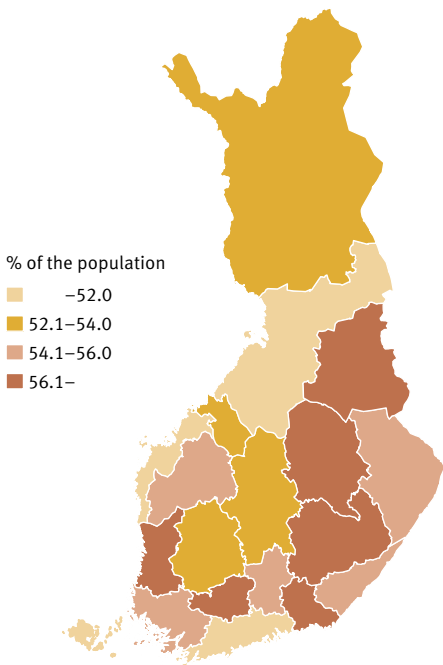 % of the population
–52.0
52.1–54.0
54.1–56.0
56.1–